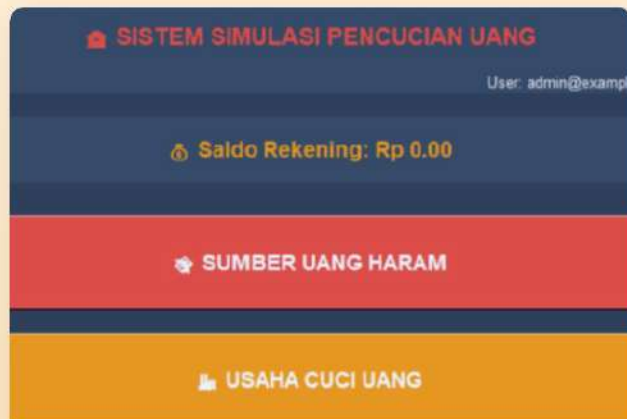 SISTEM SIMULASI PENCUCIAN UANG
User: admin@exampl
Saldo Rekening: Rp 0.00
SUMBER UANG HARAM
USAHA CUCI UANG